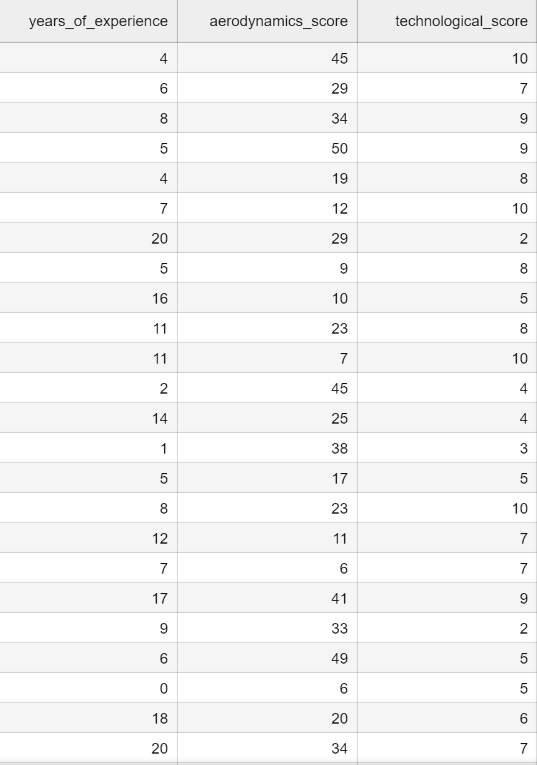 years_of_experience aerodynamics_score technological_score
4 45 10
6 29 7
8 34 9
5 50 9
4 19 8
7 12 10
20 29 2
5 9 8
16 10 5
11 23 8
11 7 10
2 45 4
14 25 4
1 38 3
5 17 5
8 23 10
12 11 7
7 6 7
17 41 9
9 33 2
6 49 5
0 6 5
18 20 6
20 34 7